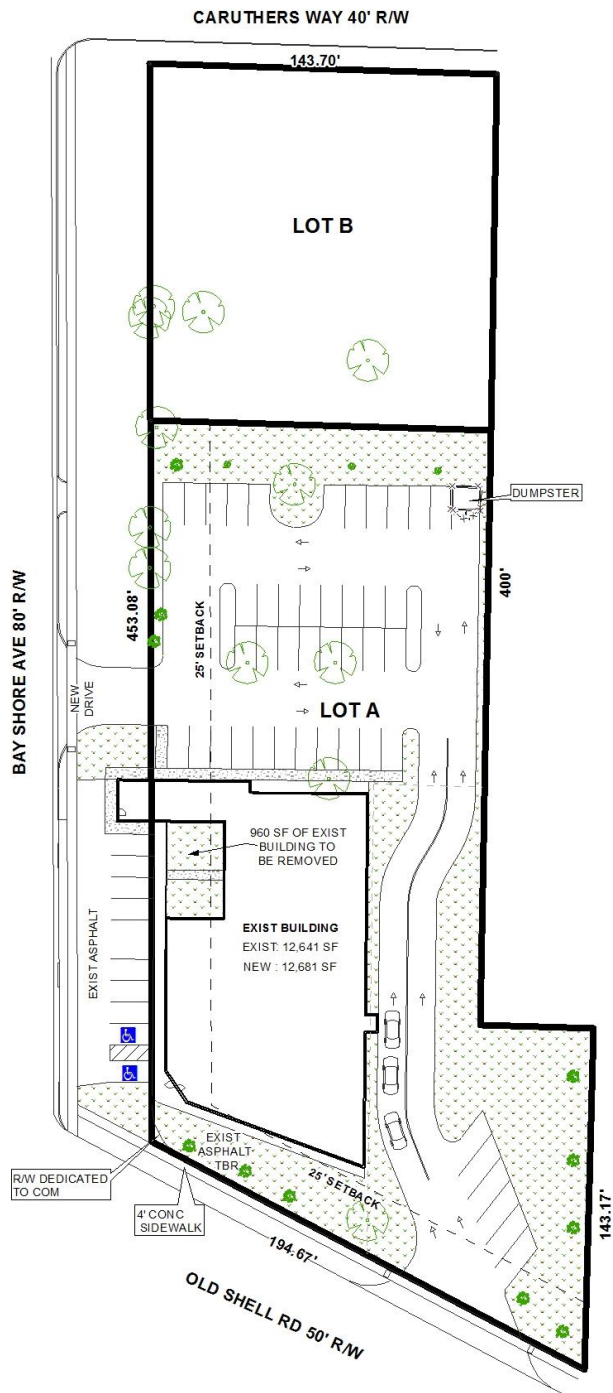 CARUTHERS WAY 40' R/W
143.70'
LOT B
DUMPSTER
400'
453.08'
25' SETBACK
BAY SHORE AVE 80' R/W
NEW
DRIVE
LOT A
960 SF OF EXIST
BUILDING TO
BE REMOVED
EXIST BUILDING
EXIST: 12,641 SF
NEW : 12,681 SF
EXIST ASPHALT
EXIST
ASPHALT
TBR
25' SETBACK
R/W DEDICATED
TO COM
4' CONC
SIDEWALK
194.67'
143.17'
OLD SHELL RD 50' R/W